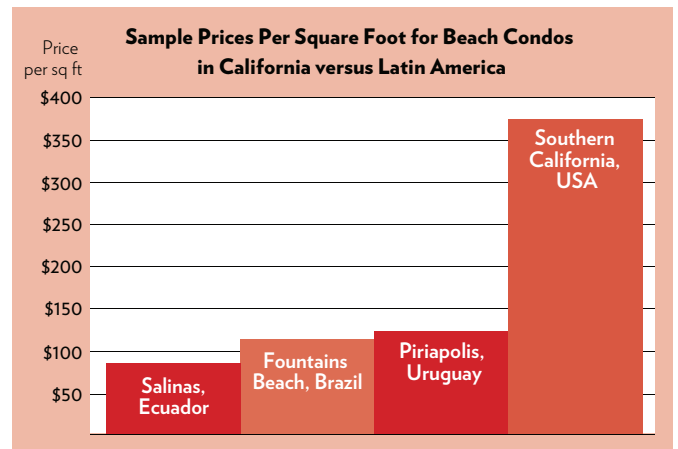 Sample Prices Per Square Foot for Beach Condos
in California versus Latin America
Price
per sq ft
$400
$350
$300
$250
$200
$150
$100
$50
Salinas,
Ecuador
Fountains
Beach, Brazil
Piriapolis,
Uruguay
Southern
California,
USA